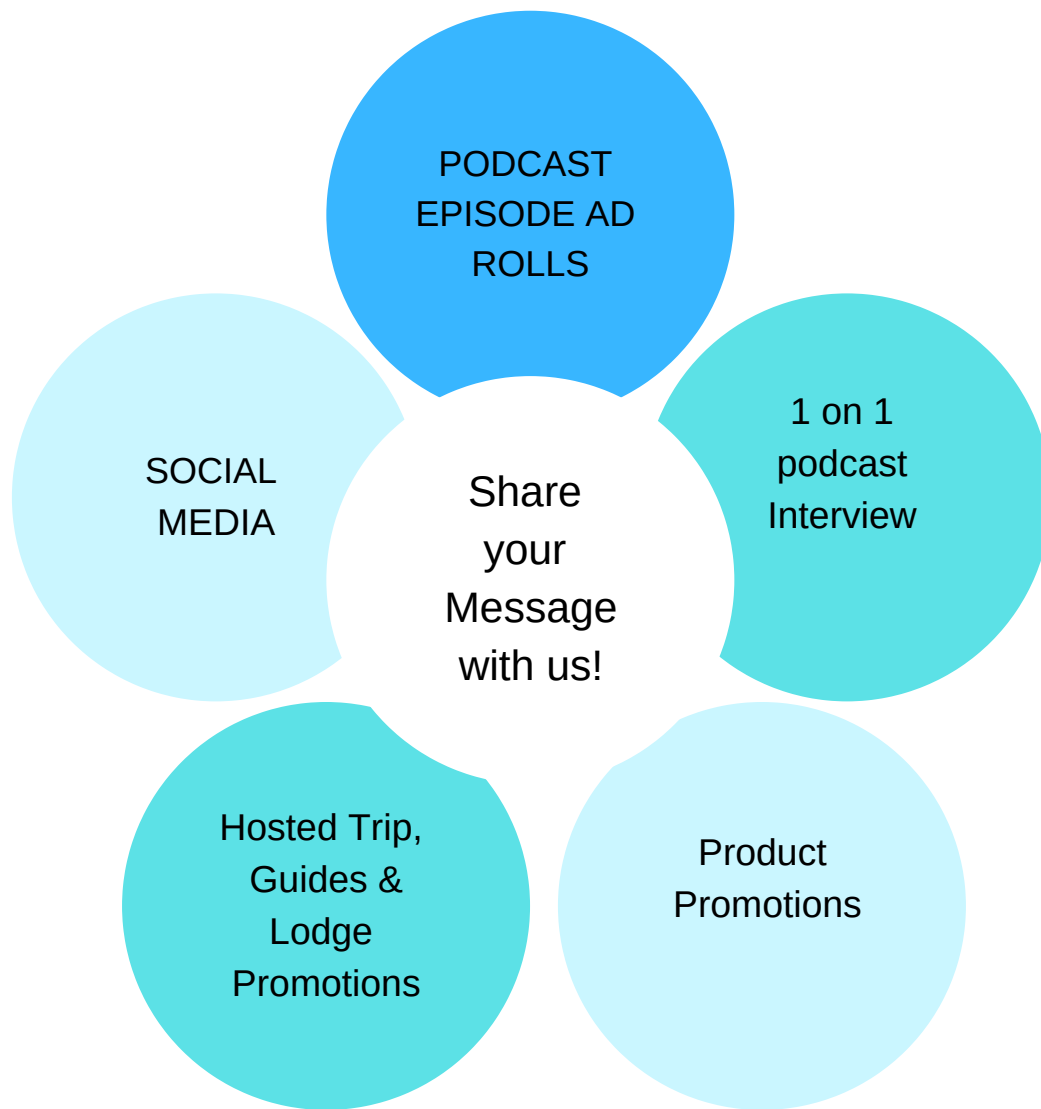 PODCAST
EPISODE AD
ROLLS
1 on 1
podcast
Interview
SOCIAL
MEDIA
Share
your
Message
with us!
Hosted Trip,
Guides &
Lodge
Promotions
Product
Promotions